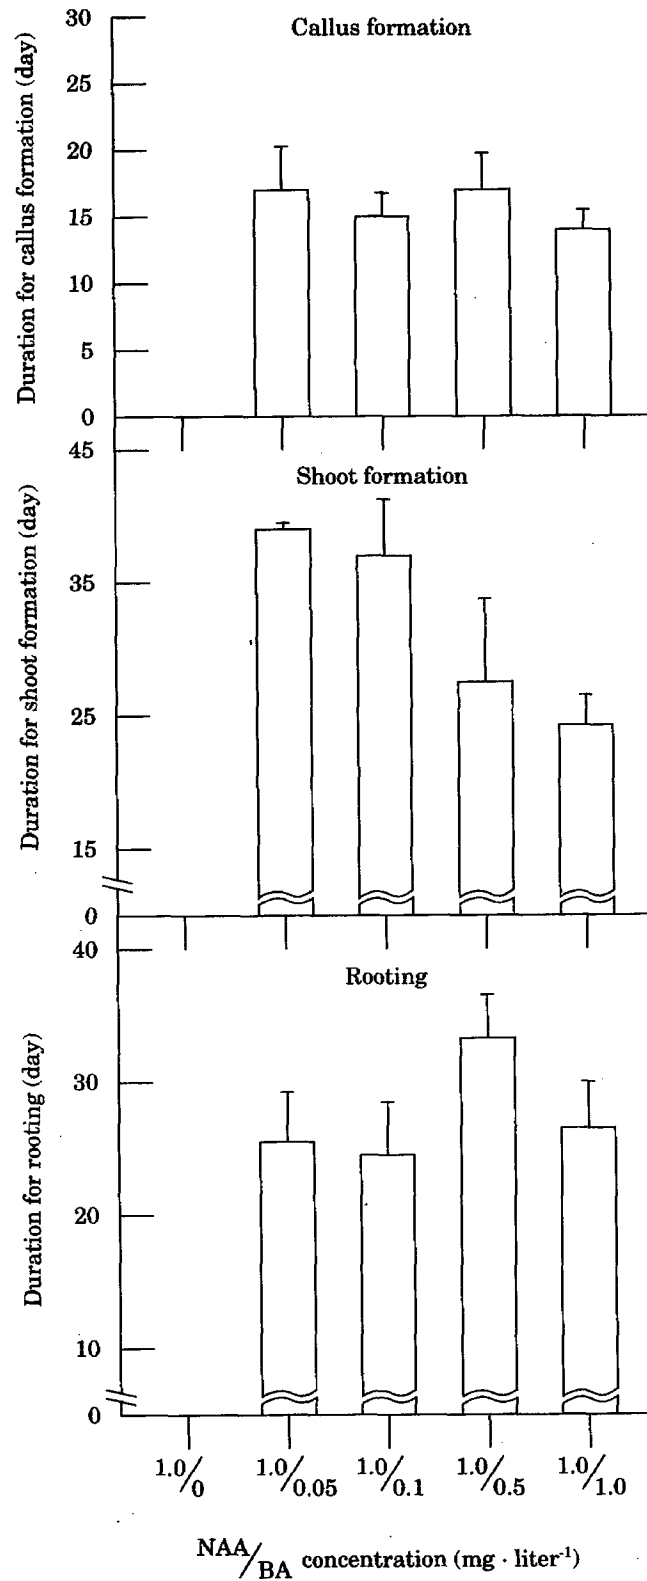 Callus formation
Duration for callus formation (day)
30
25
20
15
10
5
0
Shoot formation
Duration for shoot formation (day)
45
35
25
15
0
Rooting
Duration for rooting (day)
40
30
20
10
0
1.0/0 1.0/0.05 1.0/0.1 1.0/0.5 1.0/1.0
NAA/BA concentration (mg · liter⁻¹)